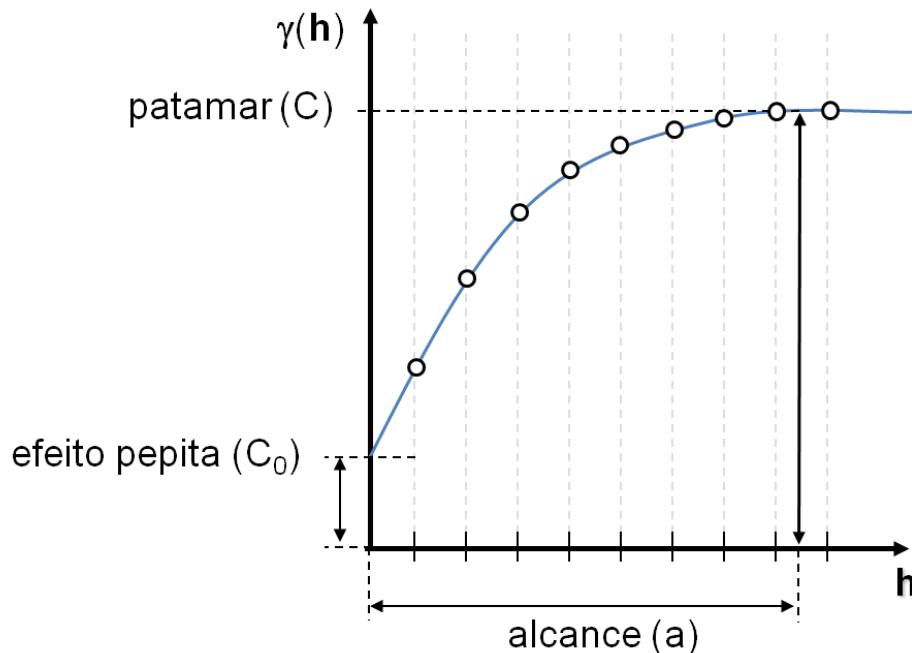 γ(h)
patamar (C)
efeito pepita (C₀)
h
alcance (a)